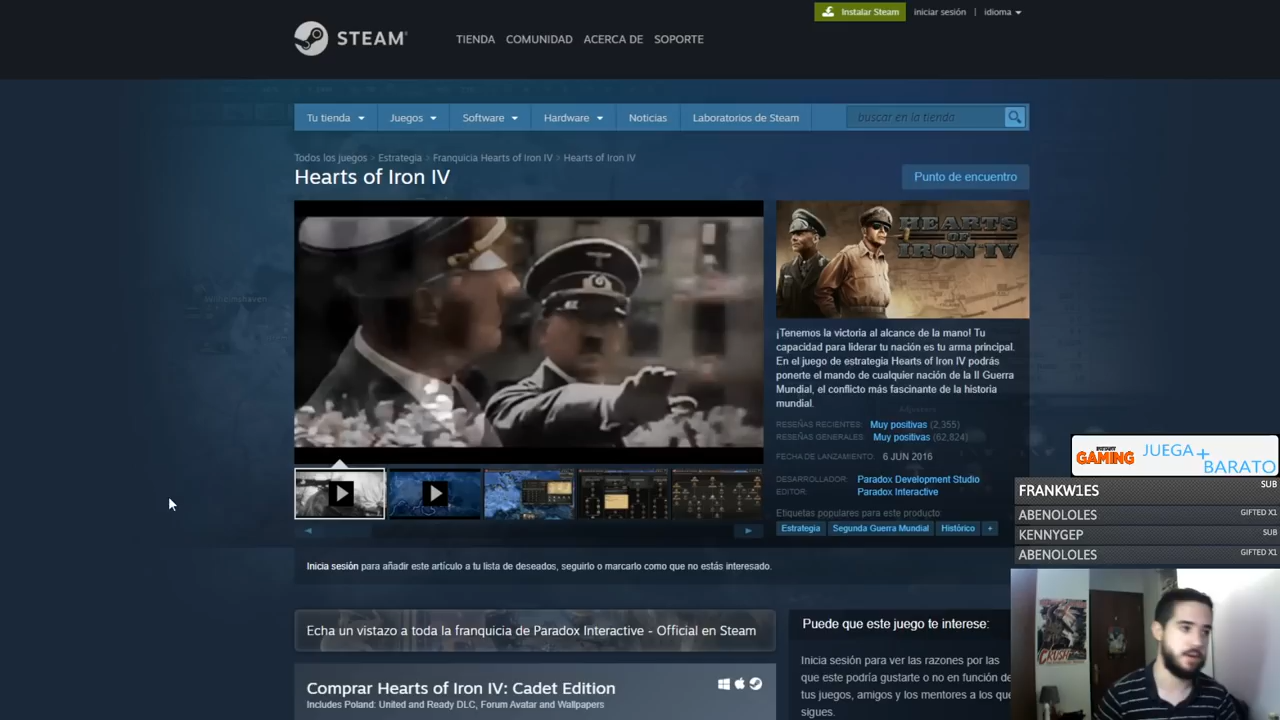 Instalar Steam
iniciar sesión | idioma
STEAM
TIENDA COMUNIDAD ACERCA DE SOPORTE
Tu tienda Juegos Software Hardware Noticias Laboratorios de Steam buscar en la tienda
Todos los juegos > Estrategia > Franquicia Hearts of Iron IV > Hearts of Iron IV
Hearts of Iron IV
Punto de encuentro
HEARTS
OF
IRON IV
¡Tenemos la victoria al alcance de la mano! Tu
capacidad para liderar tu nación es tu arma principal.
En el juego de estrategia Hearts of Iron IV podrás
ponerte el mando de cualquier nación de la II Guerra
Mundial, el conflicto más fascinante de la historia
mundial.
RESEÑAS RECIENTES: Muy positivas (2,355)
RESEÑAS GENERALES: Muy positivas (62,824)
FECHA DE LANZAMIENTO: 6 JUN 2016
DESARROLLADOR: Paradox Development Studio
EDITOR: Paradox Interactive
Etiquetas populares para este producto:
Estrategia Segunda Guerra Mundial Histórico +
Inicia sesión para añadir este artículo a tu lista de deseados, seguirlo o marcarlo como que no estás interesado.
Echa un vistazo a toda la franquicia de Paradox Interactive - Official en Steam
Comprar Hearts of Iron IV: Cadet Edition
Includes Poland: United and Ready DLC, Forum Avatar and Wallpapers
Puede que este juego te interese:
Inicia sesión para ver las razones por las
que este podría gustarte o no en función de
tus juegos, amigos y los mentores a los que
sigues.
INSTANT
GAMING
JUEGA+
BARATO
FRANKW1ES SUB
ABENOLOLES GIFTED X1
KENNYGEP SUB
ABENOLOLES GIFTED X1
CRUSH